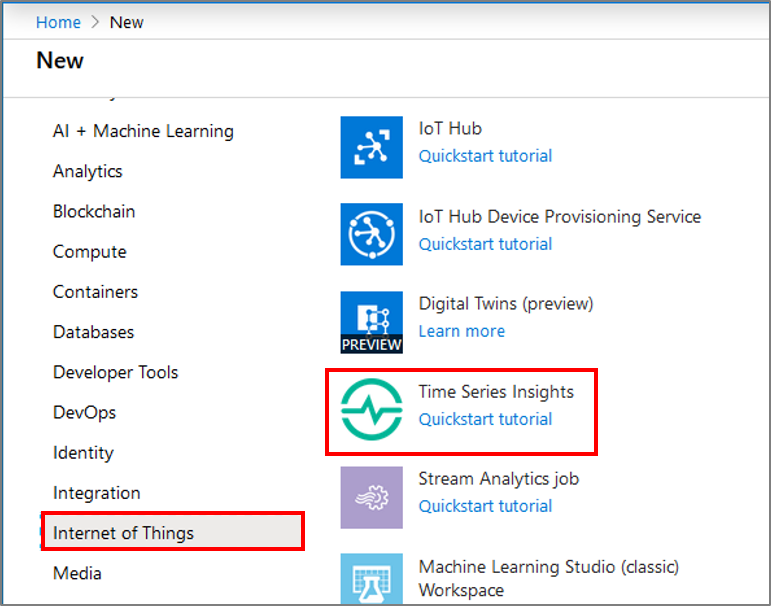 Home > New
New
AI + Machine Learning
Analytics
Blockchain
Compute
Containers
Databases
Developer Tools
DevOps
Identity
Integration
Internet of Things
Media
IoT Hub
Quickstart tutorial
IoT Hub Device Provisioning Service
Quickstart tutorial
Digital Twins (preview)
Learn more
PREVIEW
Time Series Insights
Quickstart tutorial
Stream Analytics job
Quickstart tutorial
Machine Learning Studio (classic)
Workspace